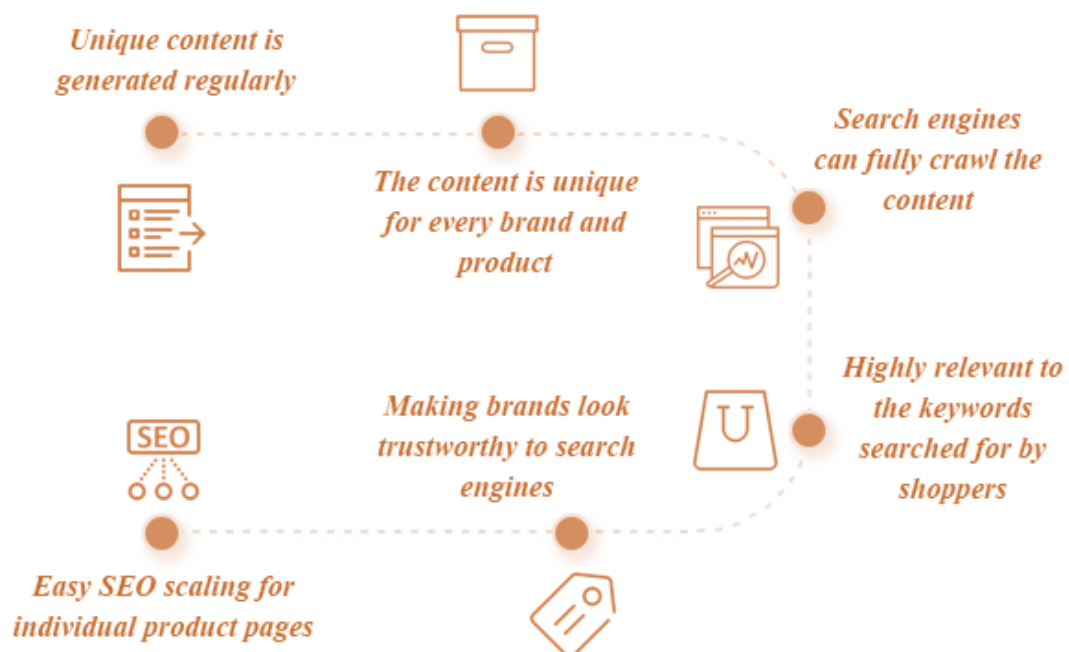 Unique content is
generated regularly
The content is unique
for every brand and
product
Search engines
can fully crawl the
content
Highly relevant to
the keywords
searched for by
shoppers
Making brands look
trustworthy to search
engines
SEO
Easy SEO scaling for
individual product pages